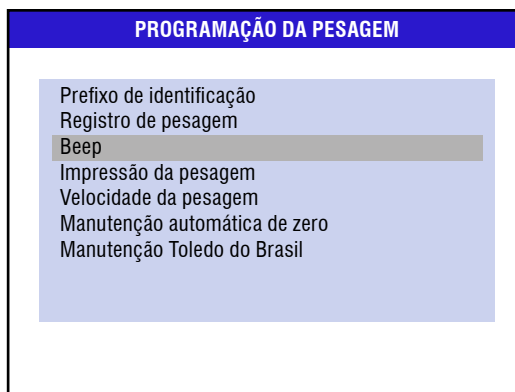 PROGRAMAÇÃO DA PESAGEM
Prefixo de identificação
Registro de pesagem
Beep
Impressão da pesagem
Velocidade da pesagem
Manutenção automática de zero
Manutenção Toledo do Brasil